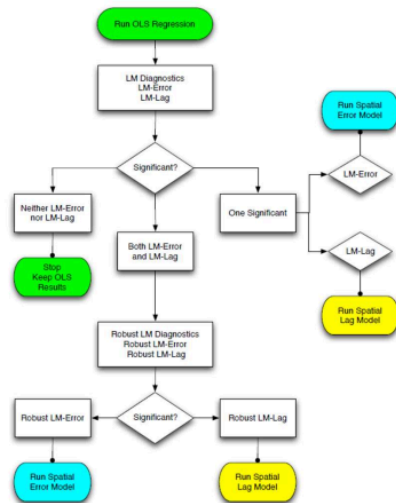 Run OLS Regression
LM Diagnostics
LM-Error
LM-Lag
Run Spatial
Error Model
Significant?
LM-Error
Neither LM-Error
nor LM-Lag
One Significant
Both LM-Error
and LM-Lag
LM-Lag
Stop
Keep OLS
Results
Run Spatial
Lag Model
Robust LM Diagnostics
Robust LM-Error
Robust LM-Lag
Robust LM-Error
Significant?
Robust LM-Lag
Run Spatial
Error Model
Run Spatial
Lag Model